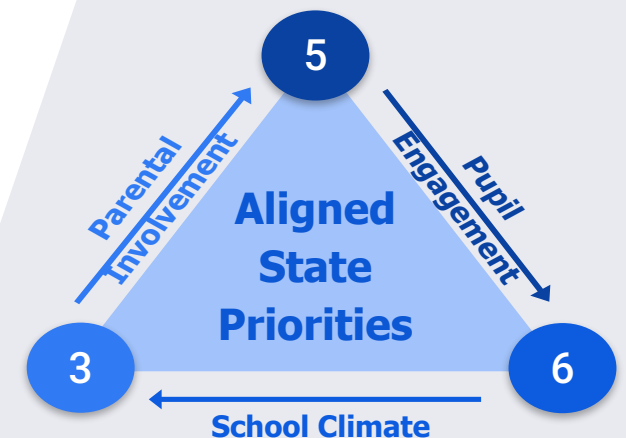 5
Parental
Involvement
Pupil
Engagement
Aligned
State
Priorities
3
6
School Climate